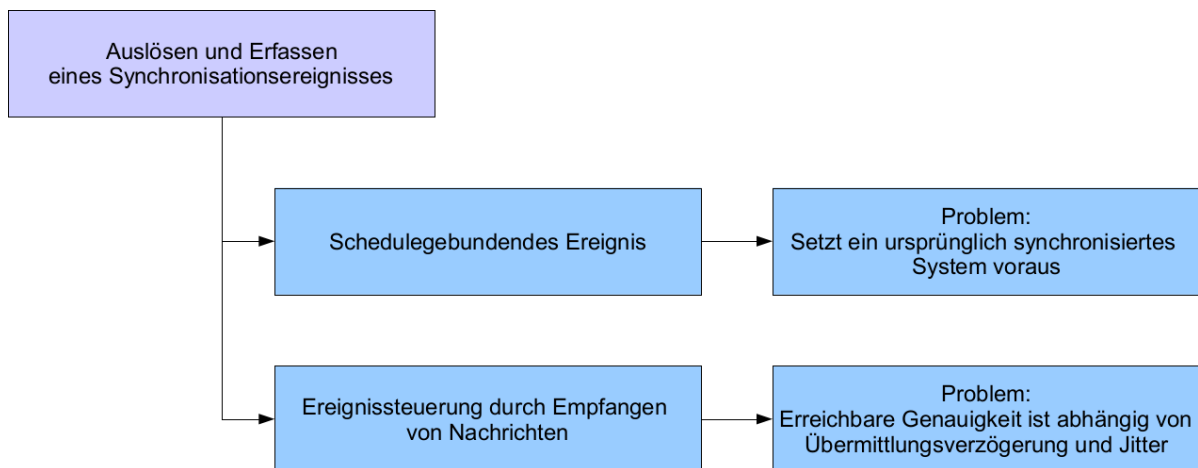 Auslösen und Erfassen
eines Synchronisationsereignisses
Schedulegebundendes Ereignis
Problem:
Setzt ein ursprünglich synchronisiertes
System voraus
Ereignissteuerung durch Empfangen
von Nachrichten
Problem:
Erreichbare Genauigkeit ist abhängig von
Übermittlungsverzögerung und Jitter